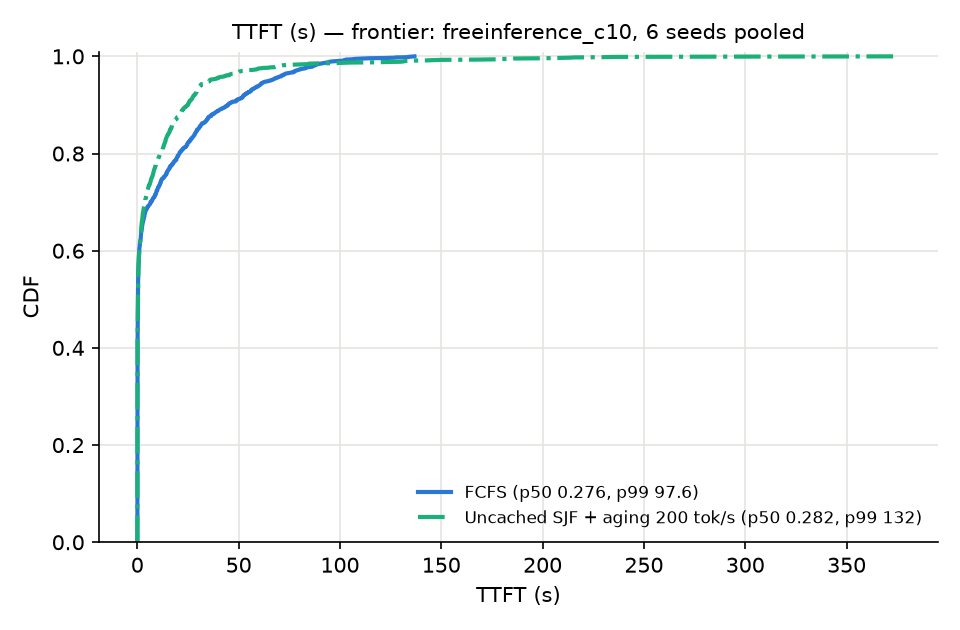 TTFT (s) — frontier: freeinference_c10, 6 seeds pooled
1.0
0.8
0.6
0.4
0.2
0.0
CDF
FCFS (p50 0.276, p99 97.6)
Uncached SJF + aging 200 tok/s (p50 0.282, p99 132)
0 50 100 150 200 250 300 350
TTFT (s)